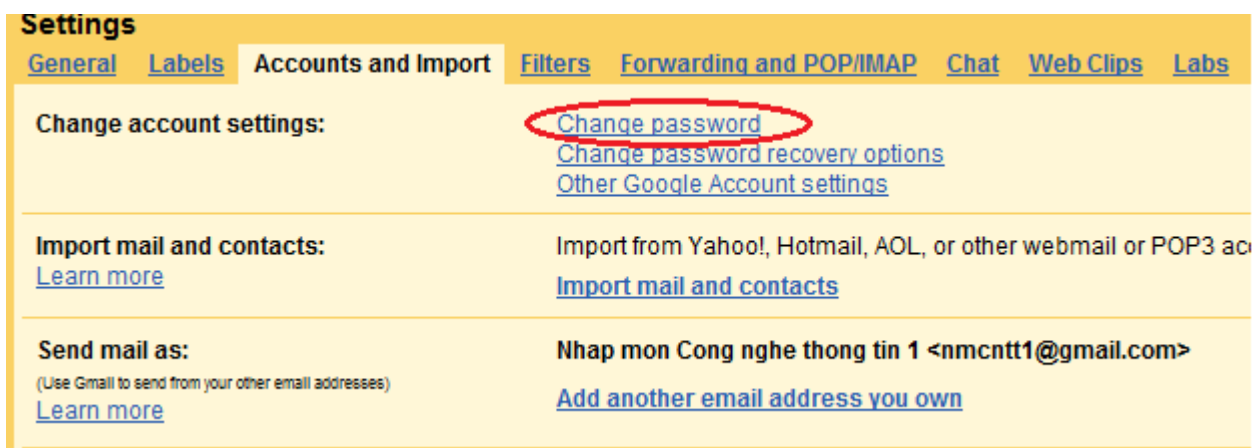 Settings
General Labels Accounts and Import Filters Forwarding and POP/IMAP Chat Web Clips Labs
Change account settings: Change password
Change password recovery options
Other Google Account settings
Import mail and contacts: Import from Yahoo!, Hotmail, AOL, or other webmail or POP3 acc
Learn more Import mail and contacts
Send mail as: Nhap mon Cong nghe thong tin 1 <nmcntt1@gmail.com>
(Use Gmail to send from your other email addresses)
Learn more Add another email address you own